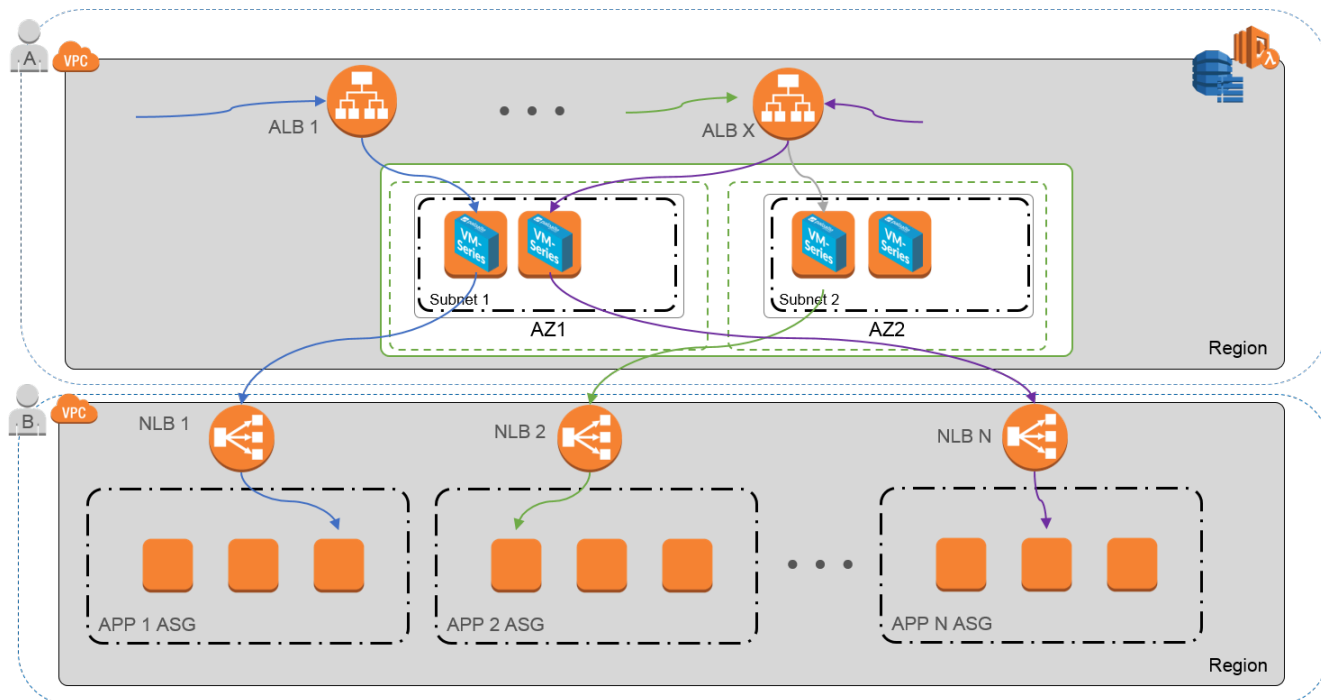 A
VPC
λ
ALB 1
ALB X
VM-
Series
VM-
Series
VM-
Series
VM-
Series
Subnet 1
Subnet 2
AZ1
AZ2
Region
B
VPC
NLB 1
NLB 2
NLB N
APP 1 ASG
APP 2 ASG
APP N ASG
Region